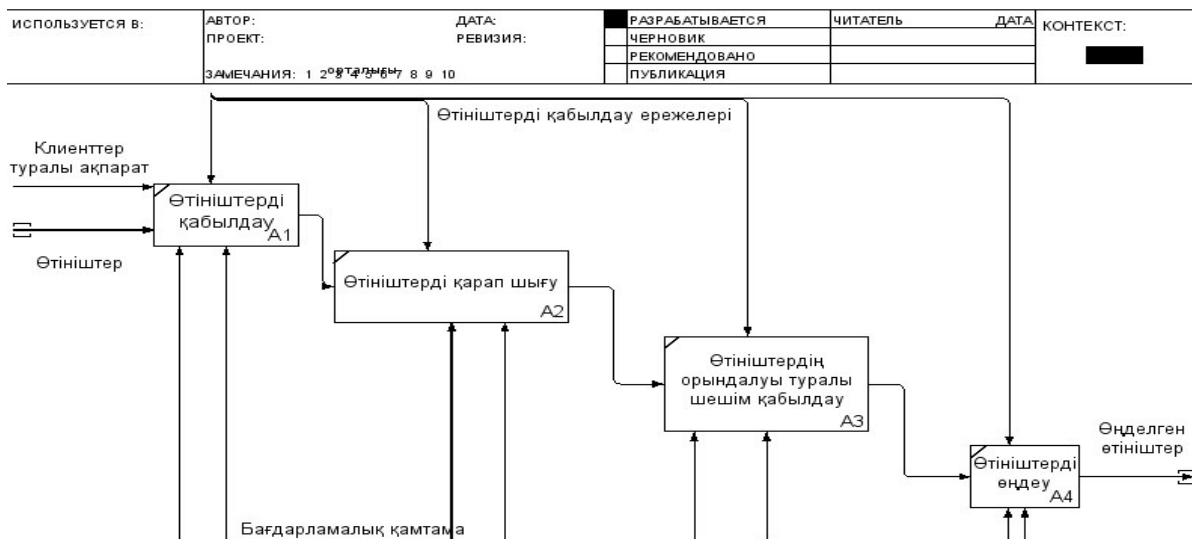 ИСПОЛЬЗУЕТСЯ В:
АВТОР:
ДАТА:
ПРОЕКТ:
РЕВИЗИЯ:
орталығы
ЗАМЕЧАНИЯ: 1 2 3 4 5 6 7 8 9 10
РАЗРАБАТЫВАЕТСЯ
ЧЕРНОВИК
РЕКОМЕНДОВАНО
ПУБЛИКАЦИЯ
ЧИТАТЕЛЬ
ДАТА
КОНТЕКСТ:
Өтініштерді қабылдау ережелері
Клиенттер
туралы ақпарат
Өтініштерді
қабылдау
A1
Өтініштер
Өтініштерді қарап шығу
A2
Өтініштердің
орындалуы туралы
шешім қабылдау
A3
Өңделген
өтініштер
Өтініштерді
өңдеу
A4
Бағдарламалық қамтама